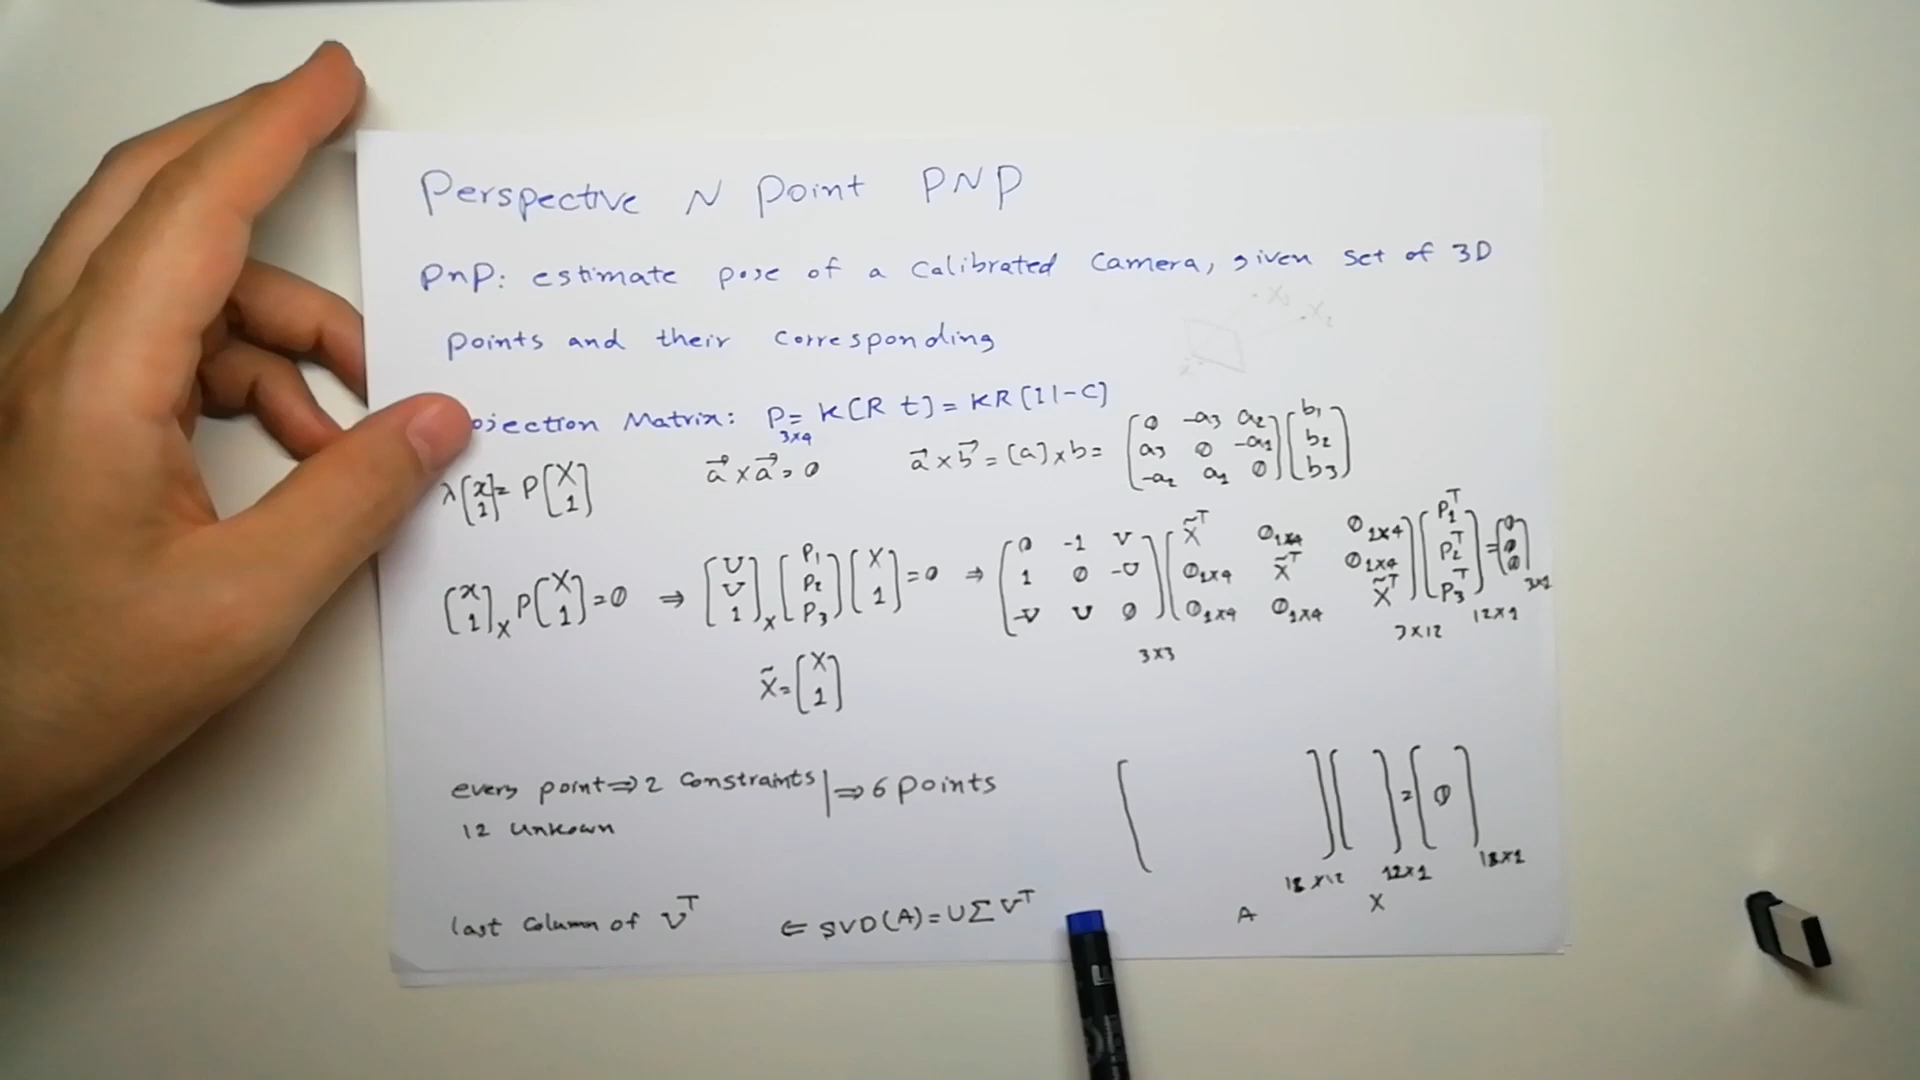 Perspective N Point PNP
PnP: estimate pose of a calibrated camera, given set of 3D
points and their corresponding
ojection Matrix: P = K[R t] = KR[1|-C]
3x4
λ[x 1] = P[X 1]
a⃗ x a⃗ = 0
a⃗ x b⃗ = [a]x b = [0 -a3 a2; a3 0 -a1; -a2 a1 0][b1 b2 b3]
[x 1]x P[X 1] = 0 ⇒ [U V 1]x [P1 P2 P3][X 1] = 0 ⇒ [0 -1 V; 1 0 -U; -V U 0][X̃ᵀ 0 1x4 0 1x4; 0 1x4 X̃ᵀ 0 1x4; 0 1x4 0 1x4 X̃ᵀ][P1ᵀ P2ᵀ P3ᵀ] = [0 0 0]
3x3 3x12 12x1 3x1
X̃ = [X 1]
every point ⇒ 2 Constraints | ⇒ 6 points
12 unkown
[ ][ ] = [0]
18x12 12x1 18x1
A X
last column of Vᵀ ⇐ SVD(A) = UΣVᵀ